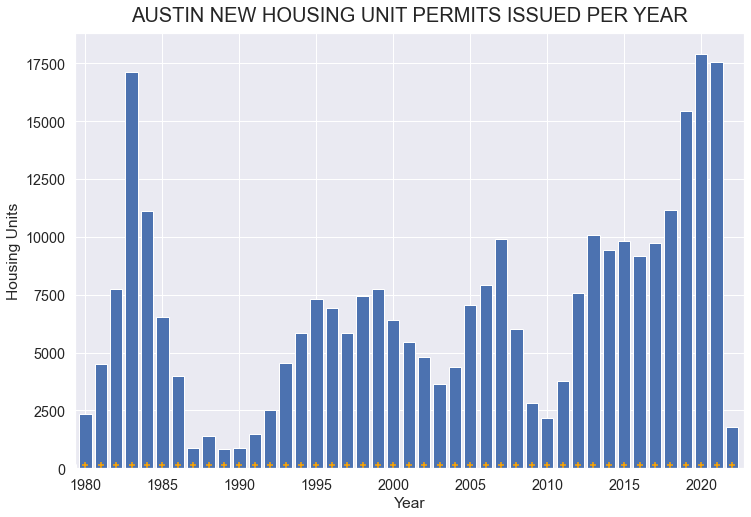 AUSTIN NEW HOUSING UNIT PERMITS ISSUED PER YEAR
17500
15000
12500
10000
7500
5000
2500
0
Housing Units
1980 1985 1990 1995 2000 2005 2010 2015 2020
Year